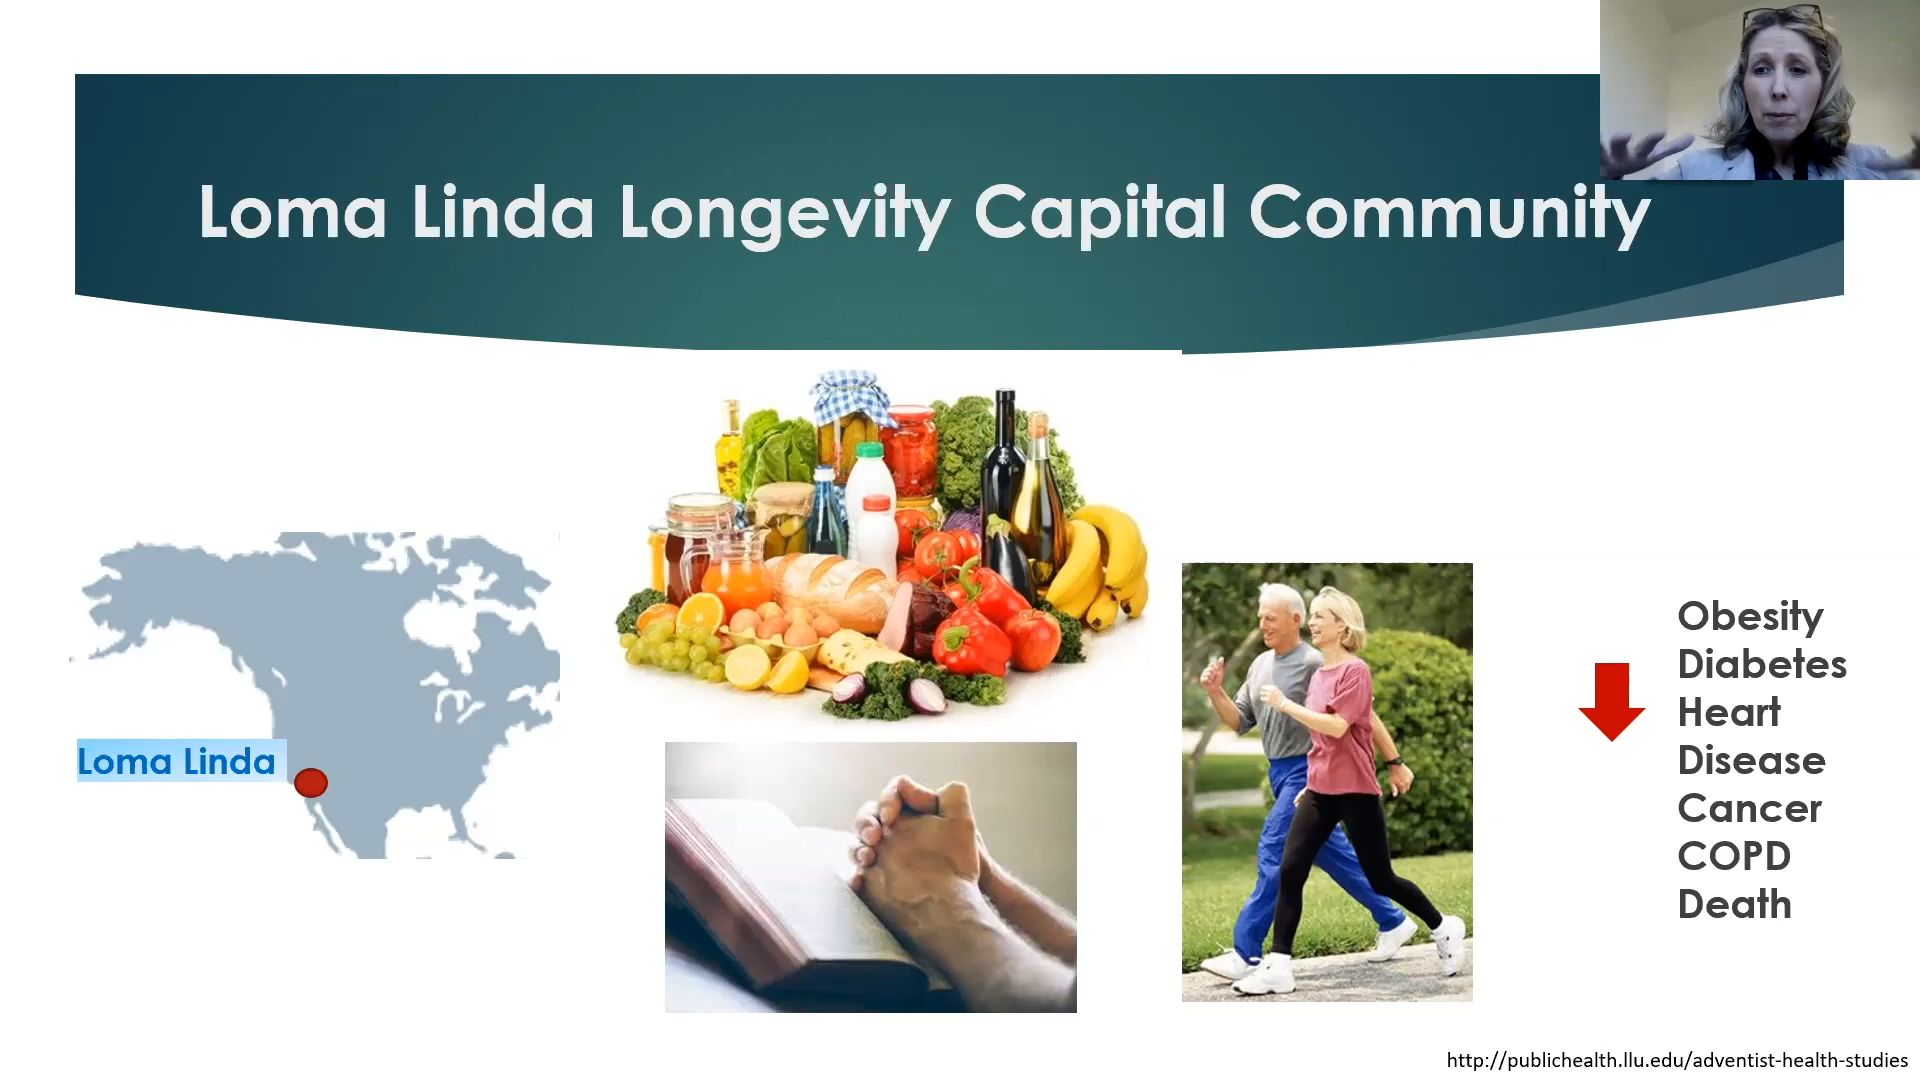 Loma Linda Longevity Capital Community
Loma Linda
Obesity
Diabetes
Heart
Disease
Cancer
COPD
Death
http://publichealth.llu.edu/adventist-health-studies